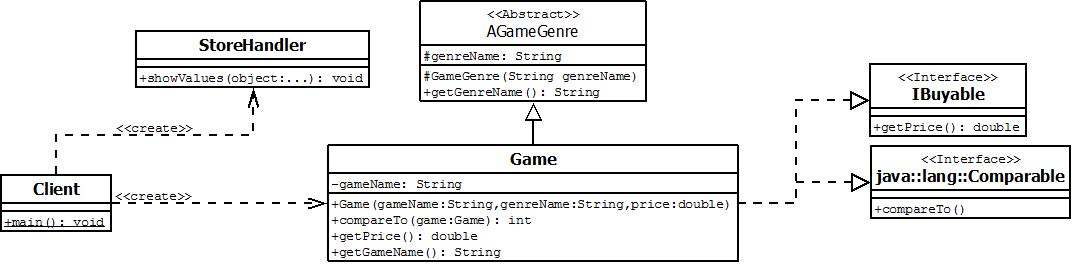 <<Abstract>>
AGameGenre
#genreName: String
#GameGenre(String genreName)
+getGenreName(): String
StoreHandler
+showValues(object:...): void
<<Interface>>
IBuyable
+getPrice(): double
<<create>>
<<Interface>>
java::lang::Comparable
+compareTo()
Game
-gameName: String
+Game(gameName:String,genreName:String,price:double)
+compareTo(game:Game): int
+getPrice(): double
+getGameName(): String
Client
+main(): void
<<create>>